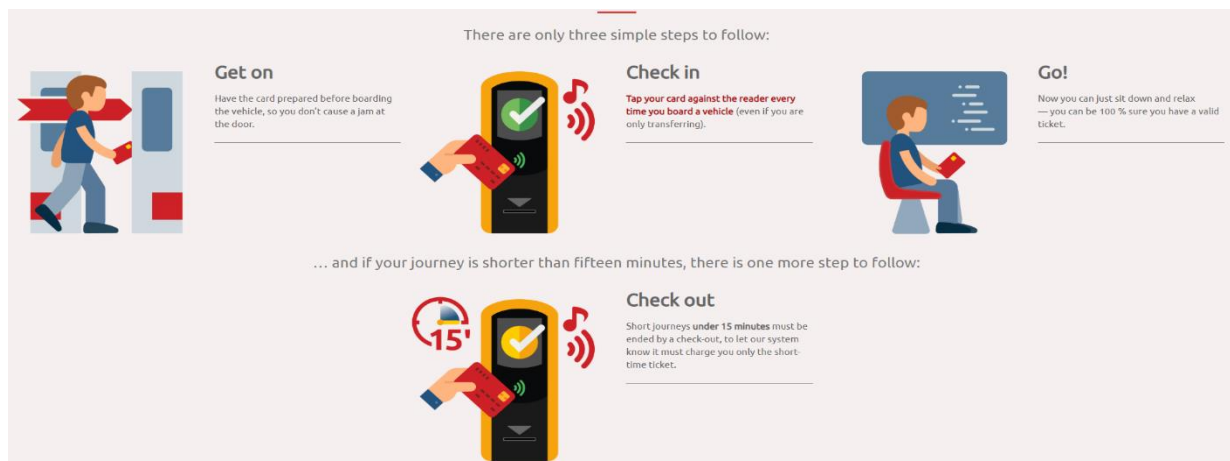 There are only three simple steps to follow:
Get on
Have the card prepared before boarding
the vehicle, so you don't cause a jam at
the door.
Check in
Tap your card against the reader every
time you board a vehicle (even if you are
only transferring).
Go!
Now you can just sit down and relax
— you can be 100 % sure you have a valid
ticket.
... and if your journey is shorter than fifteen minutes, there is one more step to follow:
15'
Check out
Short journeys under 15 minutes must be
ended by a check-out, to let our system
know it must charge you only the short-
time ticket.